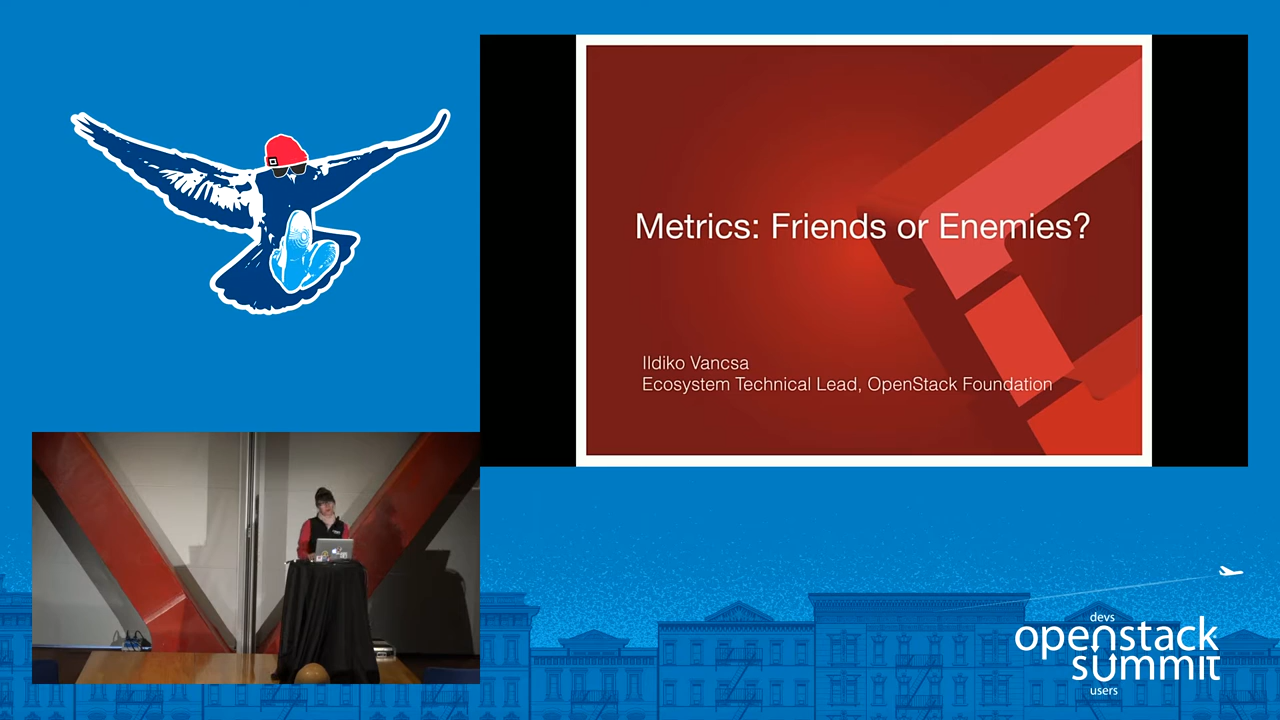 Metrics: Friends or Enemies?
Ildiko Vancsa
Ecosystem Technical Lead, OpenStack Foundation
devs
openstack
summit
users